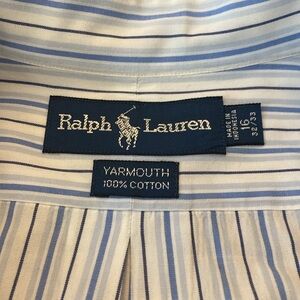 Ralph Lauren
MADE IN
INDONESIA
16
32/33
YARMOUTH
100% COTTON